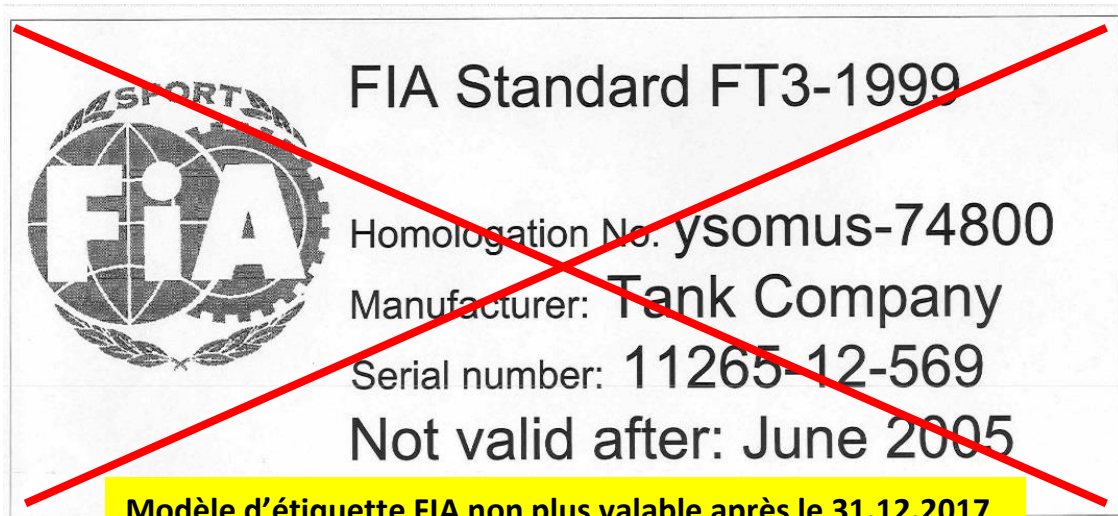 SPORT
FiA
FIA Standard FT3-1999
Homologation No: ysomus-74800
Manufacturer: Tank Company
Serial number: 11265-12-569
Not valid after: June 2005
Modèle d'étiquette FIA non plus valable après le 31.12.2017